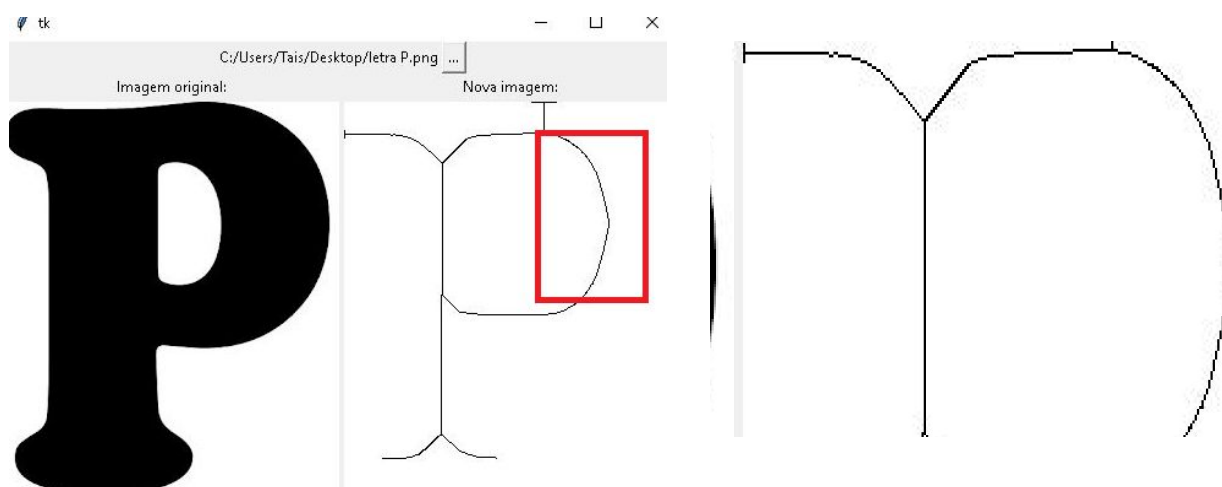 tk
C:/Users/Tais/Desktop/letra P.png ...
Imagem original: Nova imagem:
P